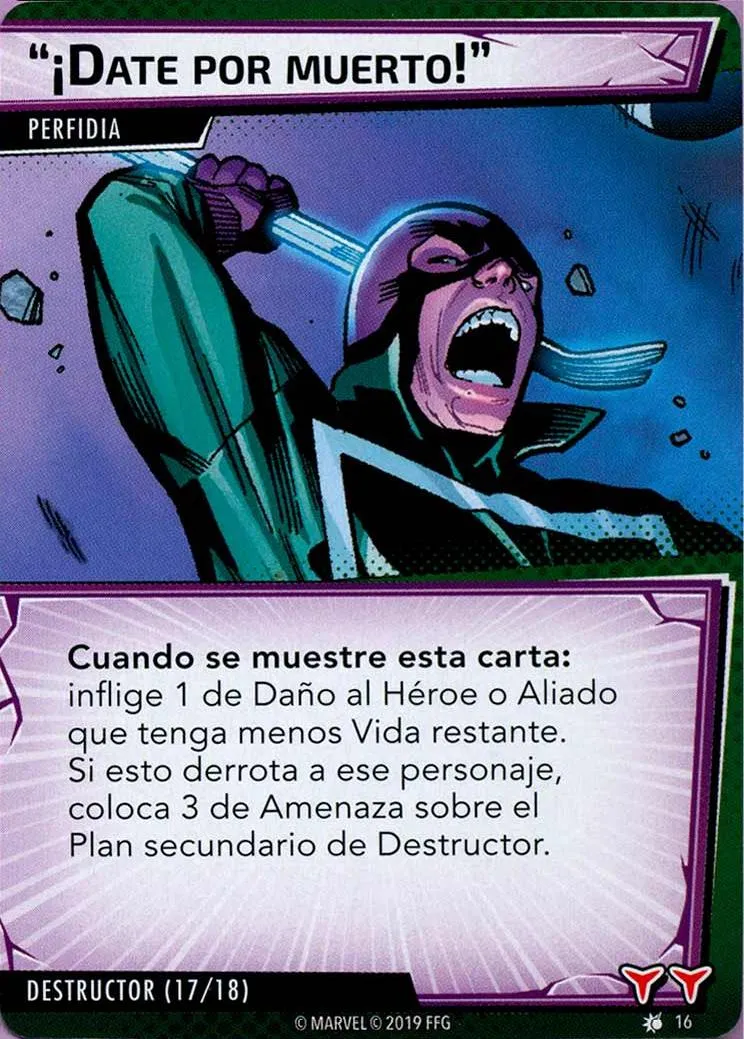 “¡DATE POR MUERTO!”
PERFIDIA
Cuando se muestre esta carta:
inflige 1 de Daño al Héroe o Aliado
que tenga menos Vida restante.
Si esto derrota a ese personaje,
coloca 3 de Amenaza sobre el
Plan secundario de Destructor.
DESTRUCTOR (17/18)
© MARVEL © 2019 FFG
16